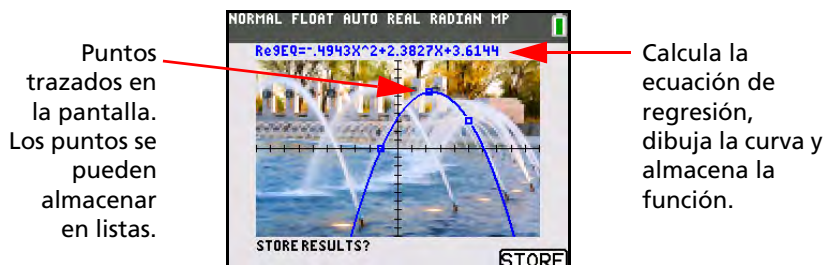 NORMAL FLOAT AUTO REAL RADIAN MP
RegEQ=-.4943X^2+2.3827X+3.6144
Puntos
trazados en
la pantalla.
Los puntos se
pueden
almacenar
en listas.
Calcula la
ecuación de
regresión,
dibuja la curva y
almacena la
función.
STORE RESULTS?
STORE